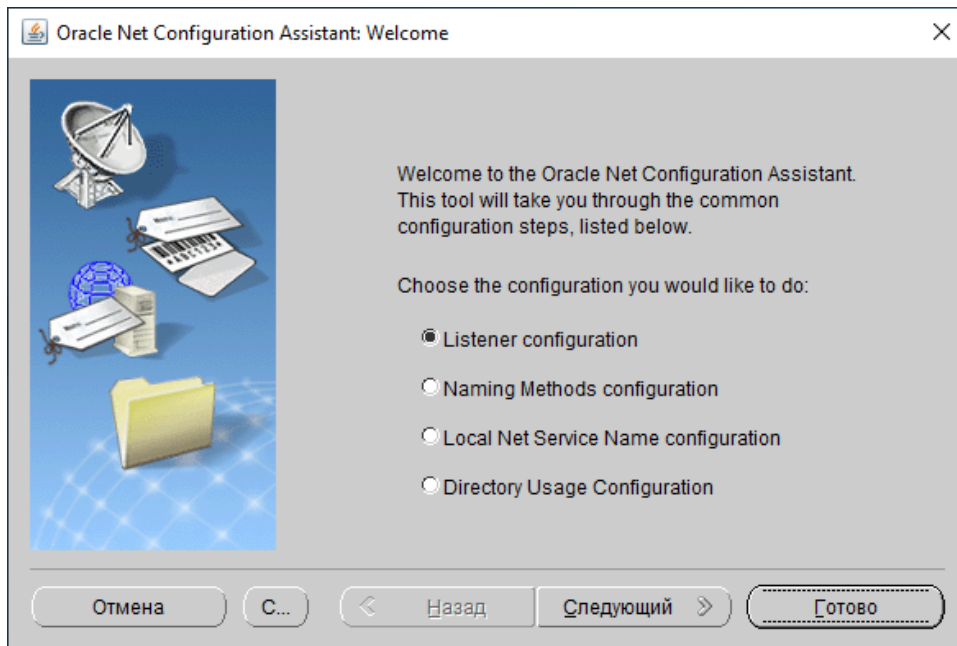 Oracle Net Configuration Assistant: Welcome
Welcome to the Oracle Net Configuration Assistant.
This tool will take you through the common
configuration steps, listed below.
Choose the configuration you would like to do:
Listener configuration
Naming Methods configuration
Local Net Service Name configuration
Directory Usage Configuration
Отмена
С...
Назад
Следующий
Готово